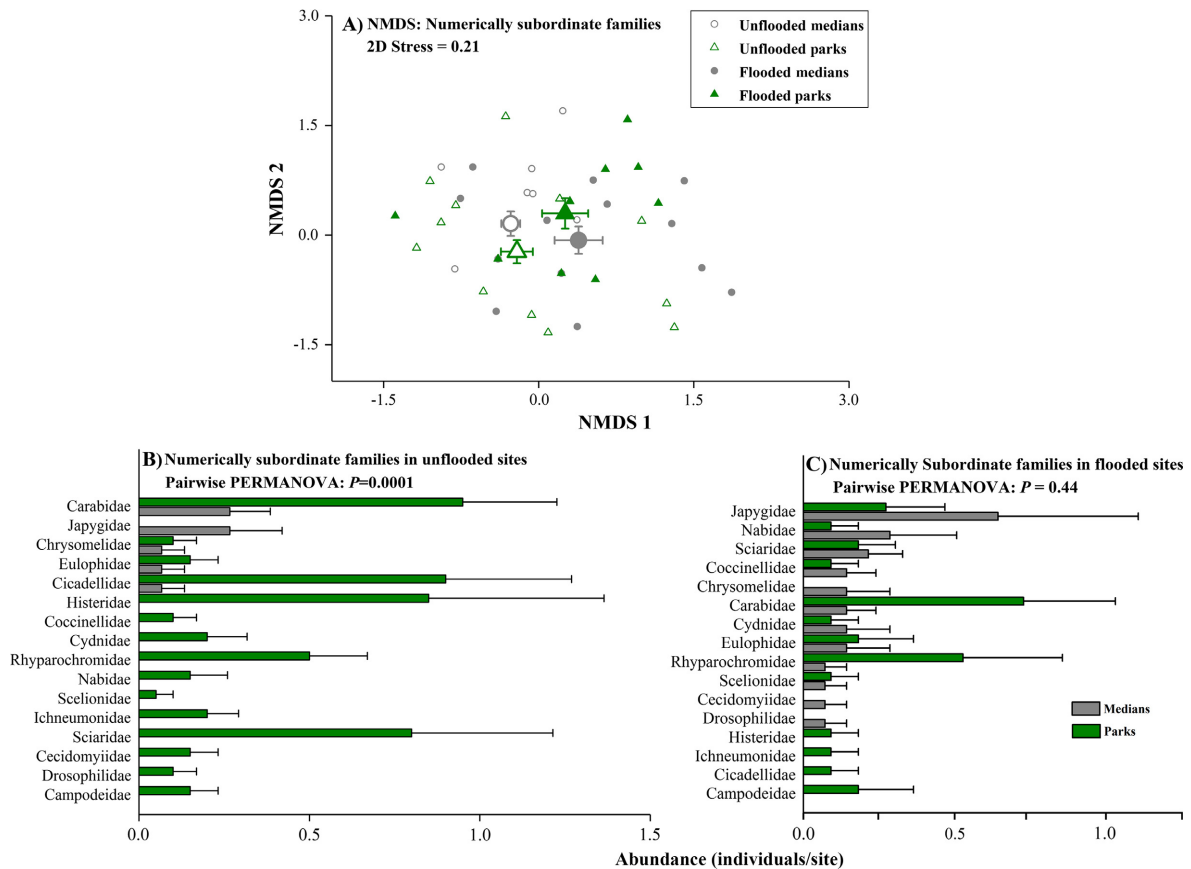 A) NMDS: Numerically subordinate families
2D Stress = 0.21
Unflooded medians
Unflooded parks
Flooded medians
Flooded parks
3.0
1.5
0.0
-1.5
NMDS 2
-1.5
0.0
1.5
3.0
NMDS 1
B) Numerically subordinate families in unflooded sites
Pairwise PERMANOVA: P=0.0001
Carabidae
Japygidae
Chrysomelidae
Eulophidae
Cicadellidae
Histeridae
Coccinellidae
Cydnidae
Rhyparochromidae
Nabidae
Scelionidae
Ichneumonidae
Sciaridae
Cecidomyiidae
Drosophilidae
Campodeidae
0.0
0.5
1.0
1.5
C) Numerically Subordinate families in flooded sites
Pairwise PERMANOVA: P = 0.44
Japygidae
Nabidae
Sciaridae
Coccinellidae
Chrysomelidae
Carabidae
Cydnidae
Eulophidae
Rhyparochromidae
Scelionidae
Cecidomyiidae
Drosophilidae
Histeridae
Ichneumonidae
Cicadellidae
Campodeidae
Medians
Parks
0.0
0.5
1.0
Abundance (individuals/site)